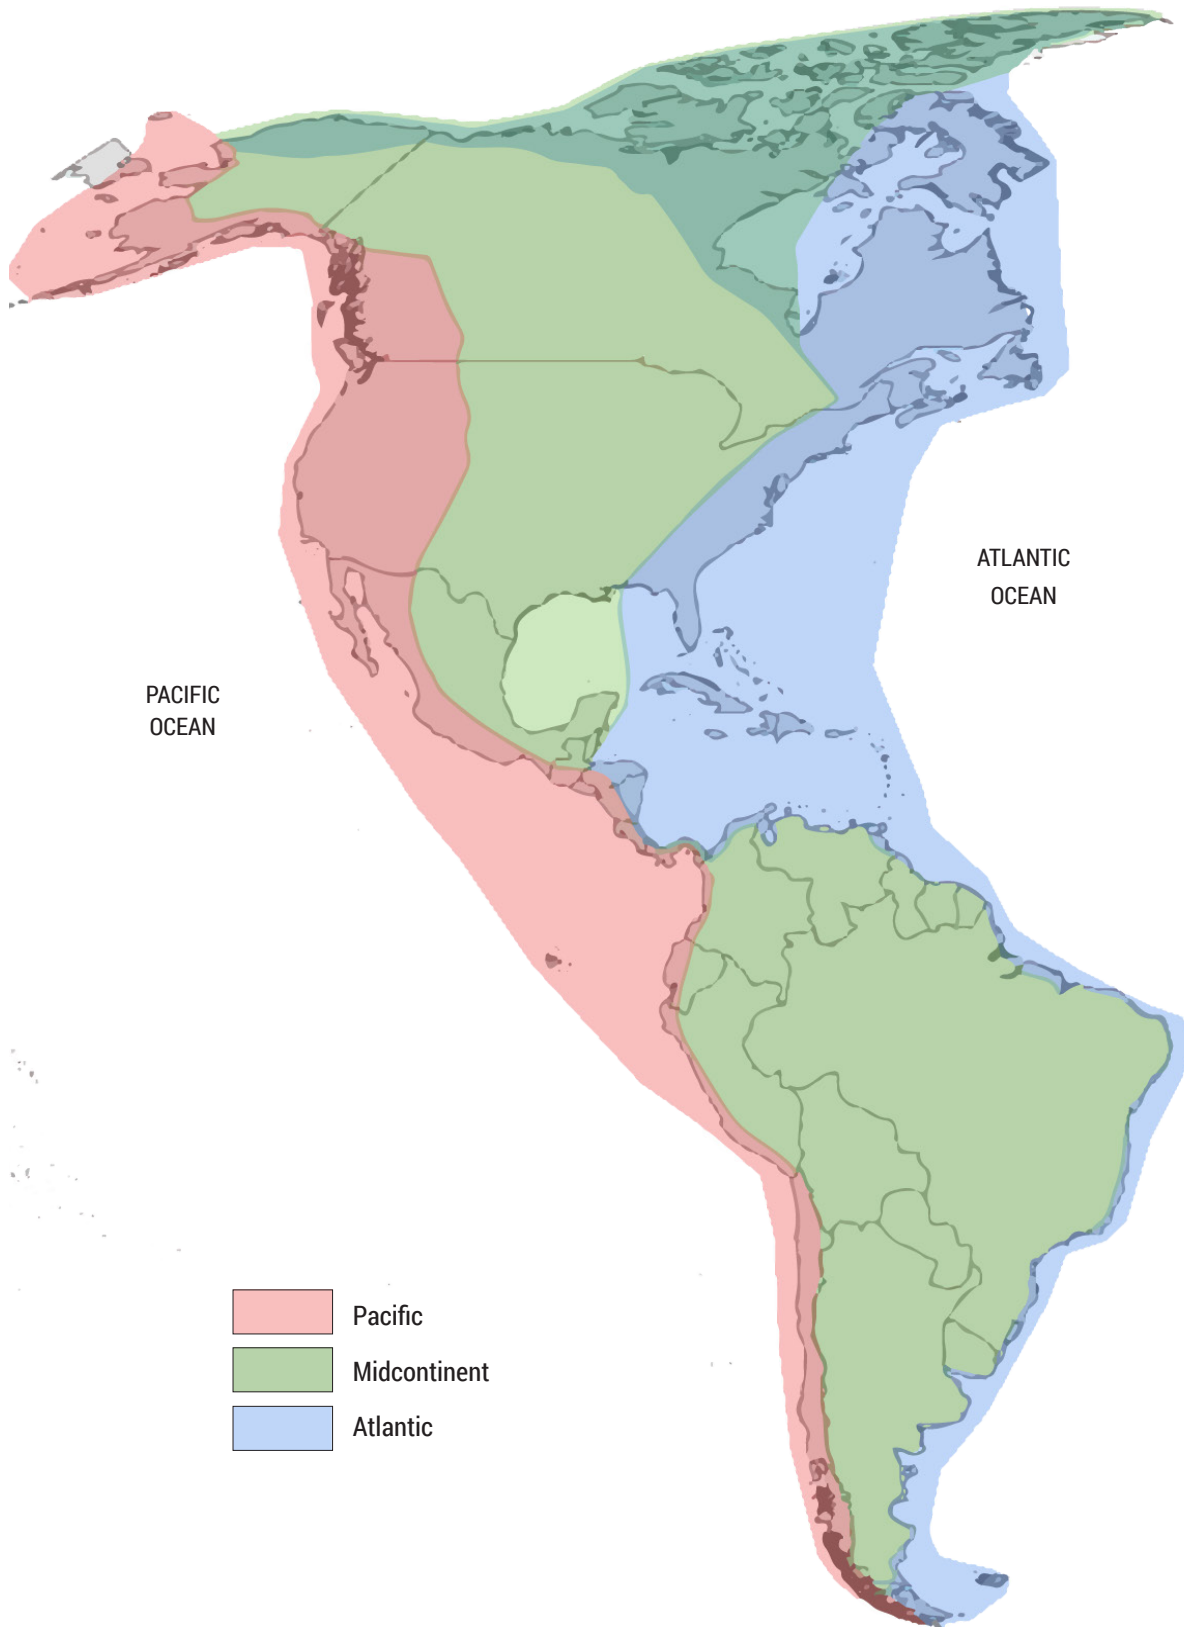 ATLANTIC
OCEAN
PACIFIC
OCEAN
Pacific
Midcontinent
Atlantic